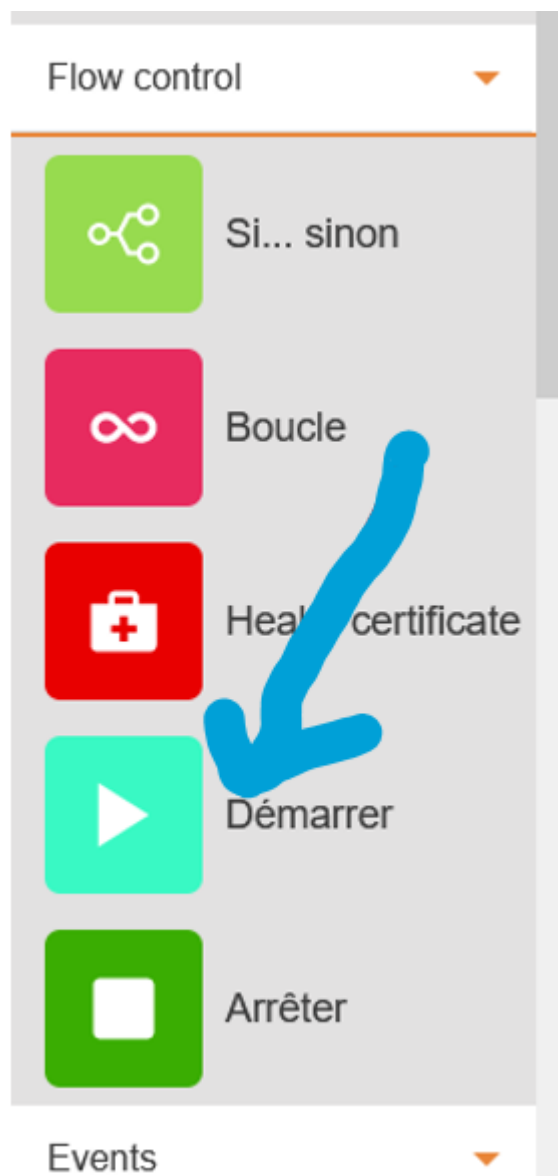 Flow control
Si... sinon
Boucle
certificate
Démarrer
Arrêter
Events